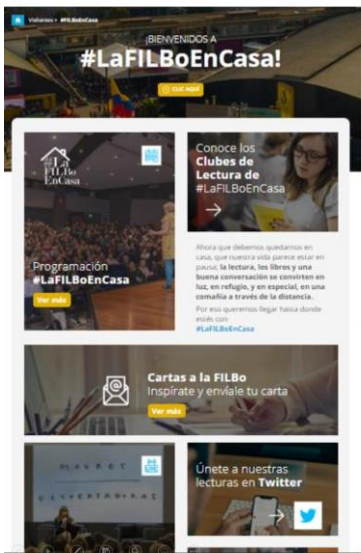 Visitantes > #FILBoEnCasa
¡BIENVENIDOS A
#LaFILBoEnCasa!
CLIC AQUÍ
#La
FILBo
EnCasa
Programación
#LaFILBoEnCasa
Ver más
Conoce los
Clubes de
Lectura de
#LaFILBoEnCasa
Ahora que debemos quedarnos en
casa, que nuestra vida parece estar en
pausa; la lectura, los libros y una
buena conversación se convirten en
luz, en refugio, y en especial, en una
comañía a través de la distancia.
Por eso queremos llegar hasta donde
estés con
#LaFILBoEnCasa
Cartas a la FILBo
Inspírate y envíale tu carta
Ver más
MADRES
Únete a nuestras
lecturas en Twitter